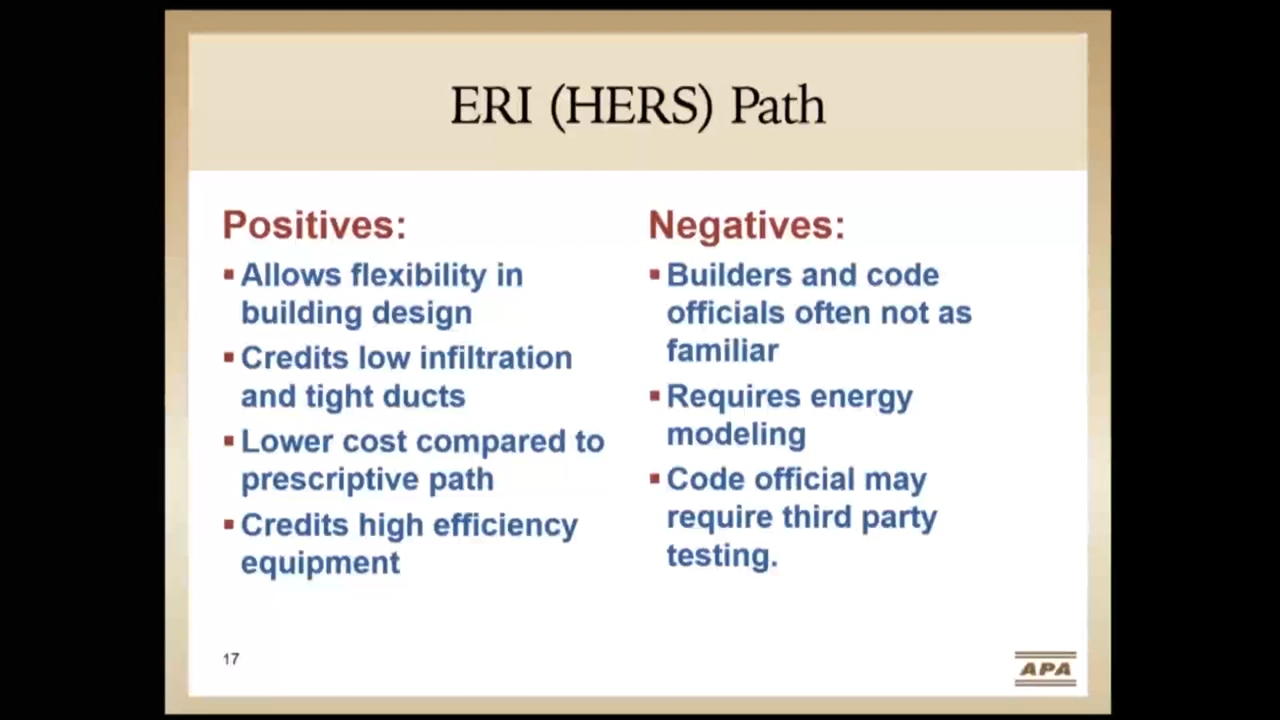 ERI (HERS) Path
Positives:
▪ Allows flexibility in
building design
▪ Credits low infiltration
and tight ducts
▪ Lower cost compared to
prescriptive path
▪ Credits high efficiency
equipment
Negatives:
▪ Builders and code
officials often not as
familiar
▪ Requires energy
modeling
▪ Code official may
require third party
testing.
17
APA